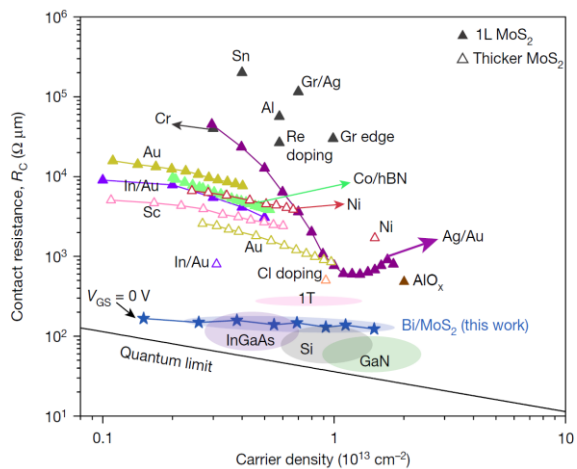 10⁶
10⁵
10⁴
10³
10²
10¹
Contact resistance, R_C (Ω μm)
▲ 1L MoS₂
△ Thicker MoS₂
Sn
Gr/Ag
Al
Cr
Re
doping
Gr edge
Au
In/Au
Co/hBN
Ni
Sc
Ni
Au
Ag/Au
In/Au
Cl doping
AlOₓ
1T
V_GS = 0 V
Bi/MoS₂ (this work)
InGaAs
Si
GaN
Quantum limit
0.1
1
10
Carrier density (10¹³ cm⁻²)